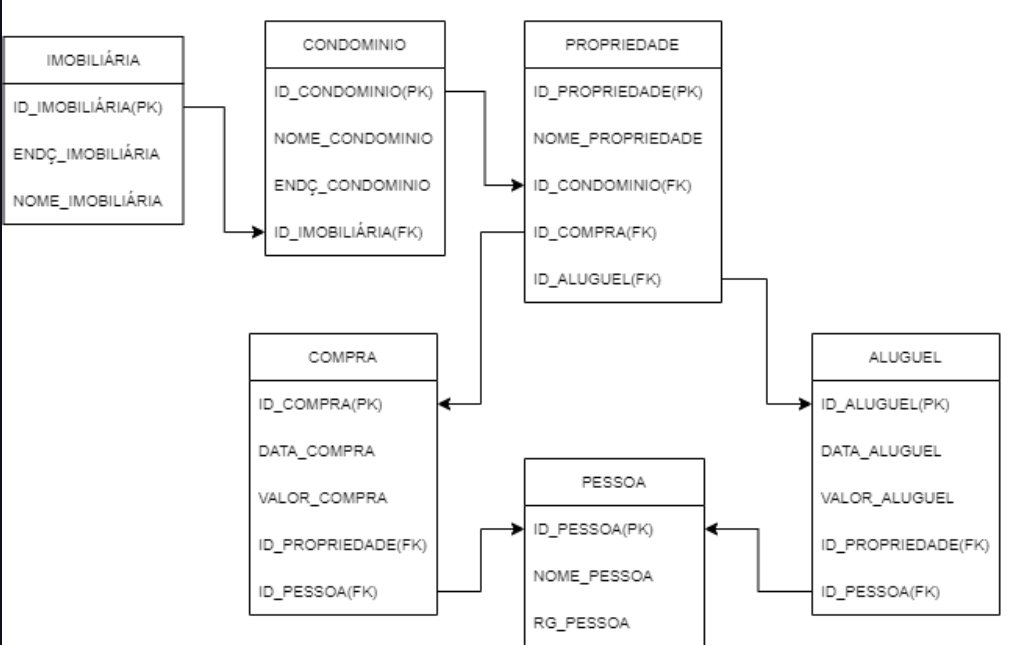 IMOBILIÁRIA
ID_IMOBILIÁRIA(PK)
ENDÇ_IMOBILIÁRIA
NOME_IMOBILIÁRIA
CONDOMINIO
ID_CONDOMINIO(PK)
NOME_CONDOMINIO
ENDÇ_CONDOMINIO
ID_IMOBILIÁRIA(FK)
PROPRIEDADE
ID_PROPRIEDADE(PK)
NOME_PROPRIEDADE
ID_CONDOMINIO(FK)
ID_COMPRA(FK)
ID_ALUGUEL(FK)
COMPRA
ID_COMPRA(PK)
DATA_COMPRA
VALOR_COMPRA
ID_PROPRIEDADE(FK)
ID_PESSOA(FK)
PESSOA
ID_PESSOA(PK)
NOME_PESSOA
RG_PESSOA
ALUGUEL
ID_ALUGUEL(PK)
DATA_ALUGUEL
VALOR_ALUGUEL
ID_PROPRIEDADE(FK)
ID_PESSOA(FK)